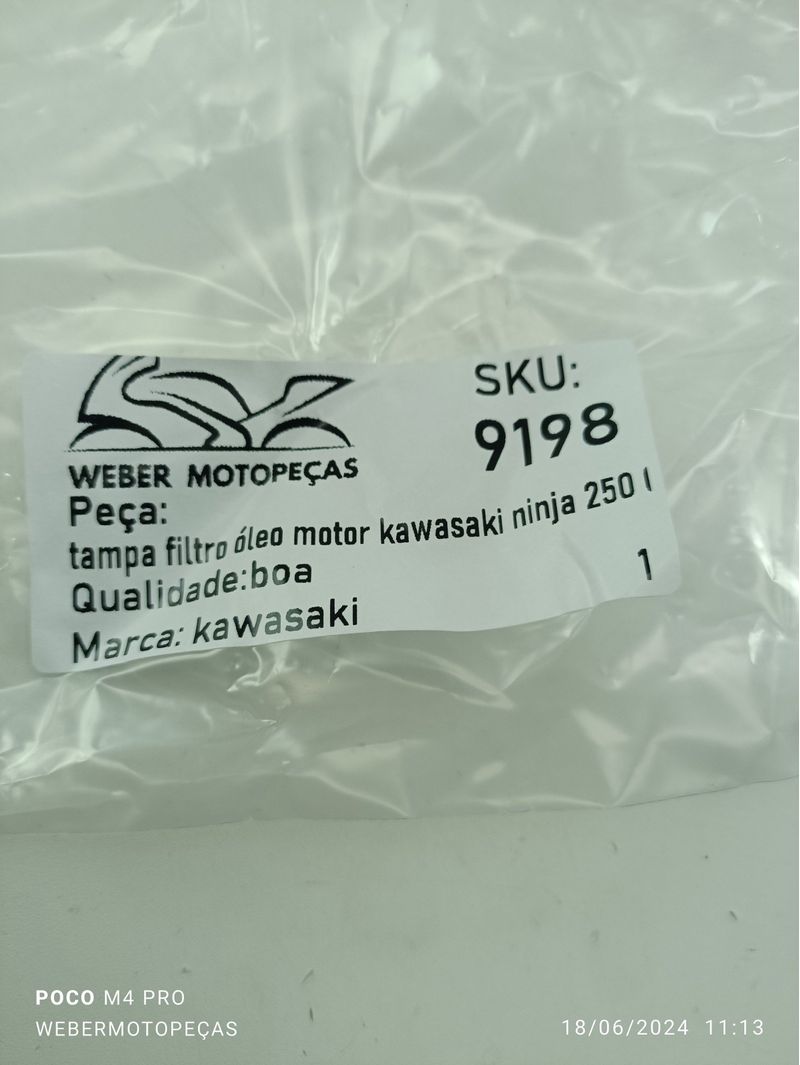 SKU:
9198
WEBER MOTOPEÇAS
Peça:
tampa filtro óleo motor kawasaki ninja 250 l
Qualidade:boa
1
Marca: kawasaki
POCO M4 PRO
WEBERMOTOPEÇAS
18/06/2024 11:13